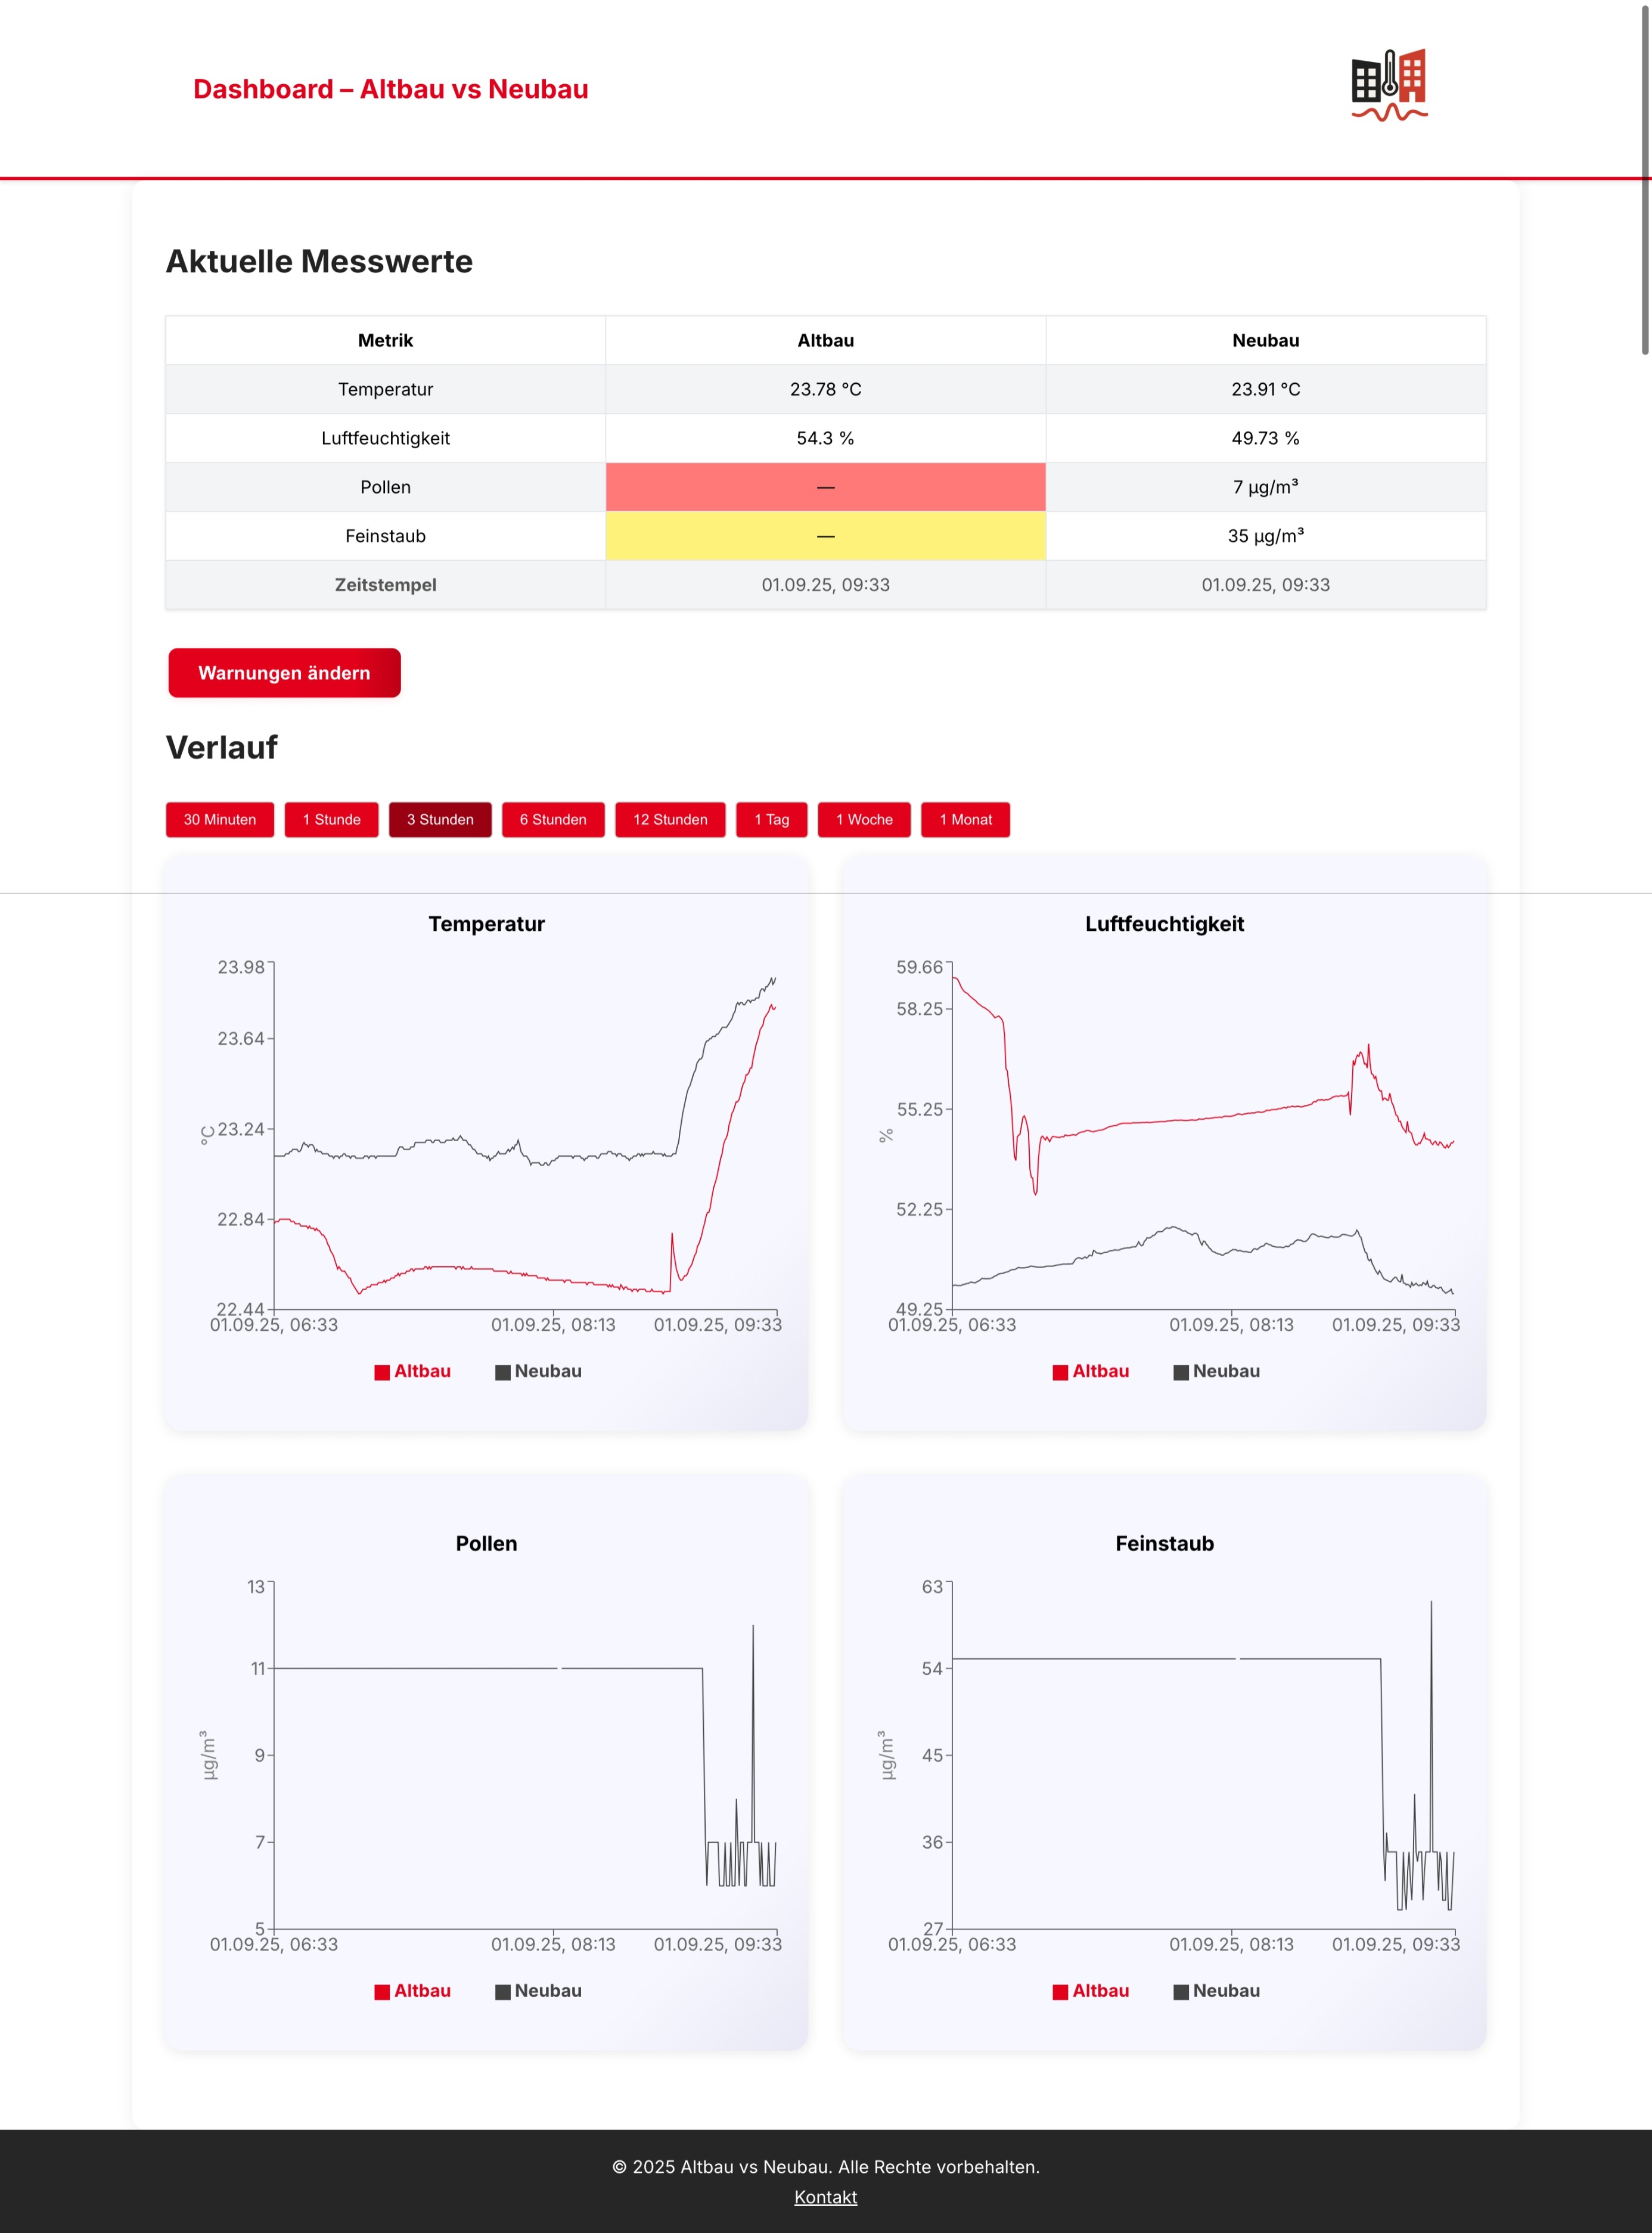 Dashboard – Altbau vs Neubau
Aktuelle Messwerte
Metrik Altbau Neubau
Temperatur 23.78 °C 23.91 °C
Luftfeuchtigkeit 54.3 % 49.73 %
Pollen — 7 µg/m³
Feinstaub — 35 µg/m³
Zeitstempel 01.09.25, 09:33 01.09.25, 09:33
Warnungen ändern
Verlauf
30 Minuten 1 Stunde 3 Stunden 6 Stunden 12 Stunden 1 Tag 1 Woche 1 Monat
Temperatur
23.98
23.64
23.24
22.84
22.44
°C
01.09.25, 06:33 01.09.25, 08:13 01.09.25, 09:33
Altbau Neubau
Luftfeuchtigkeit
59.66
58.25
55.25
52.25
49.25
%
01.09.25, 06:33 01.09.25, 08:13 01.09.25, 09:33
Altbau Neubau
Pollen
13
11
9
7
5
µg/m³
01.09.25, 06:33 01.09.25, 08:13 01.09.25, 09:33
Altbau Neubau
Feinstaub
63
54
45
36
27
µg/m³
01.09.25, 06:33 01.09.25, 08:13 01.09.25, 09:33
Altbau Neubau
© 2025 Altbau vs Neubau. Alle Rechte vorbehalten.
Kontakt